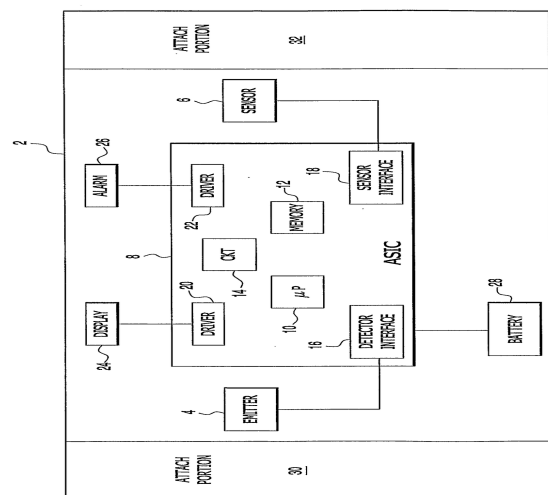 2
ATTACH
PORTION
30
ATTACH
PORTION
32
DISPLAY
24
ALARM
26
8
EMITTER
4
SENSOR
6
DRIVER
20
DRIVER
22
CKT
14
μP
10
MEMORY
12
DETECTOR
INTERFACE
16
SENSOR
INTERFACE
18
ASIC
BATTERY
28